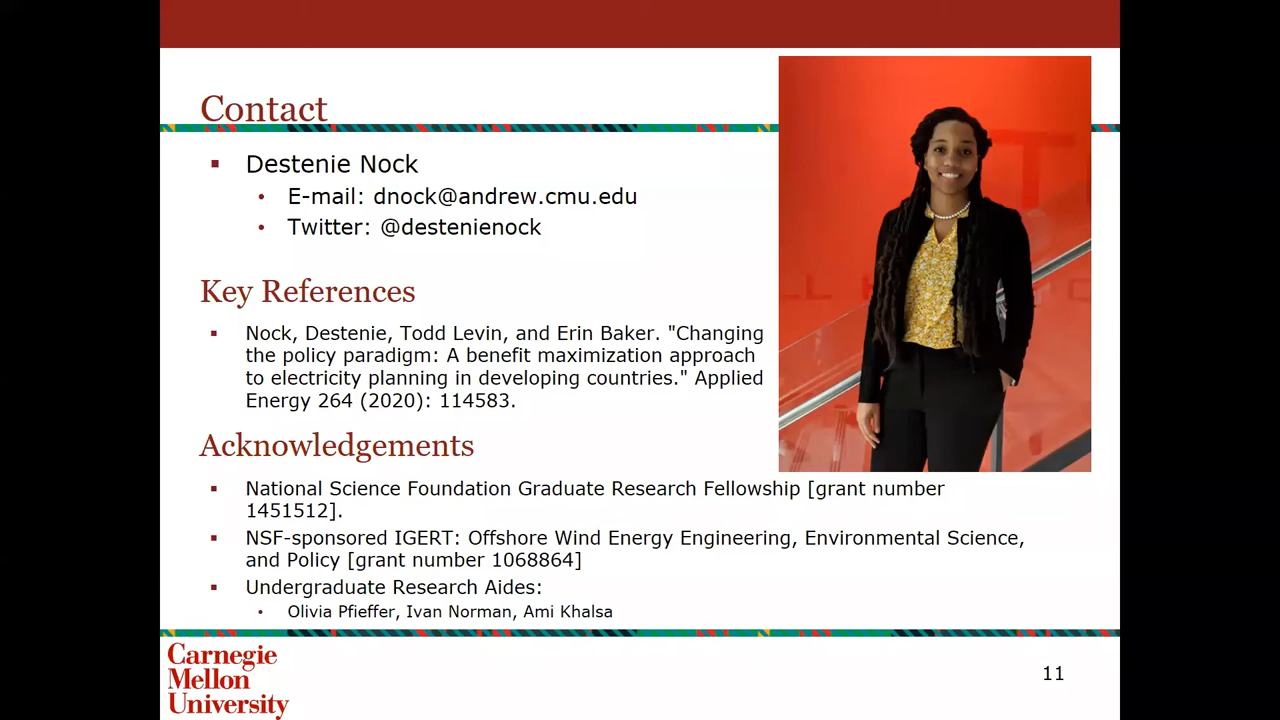 Contact
Destenie Nock
E-mail: dnock@andrew.cmu.edu
Twitter: @destenienock
Key References
Nock, Destenie, Todd Levin, and Erin Baker. "Changing
the policy paradigm: A benefit maximization approach
to electricity planning in developing countries." Applied
Energy 264 (2020): 114583.
Acknowledgements
National Science Foundation Graduate Research Fellowship [grant number
1451512].
NSF-sponsored IGERT: Offshore Wind Energy Engineering, Environmental Science,
and Policy [grant number 1068864]
Undergraduate Research Aides:
Olivia Pfieffer, Ivan Norman, Ami Khalsa
Carnegie
Mellon
University
11